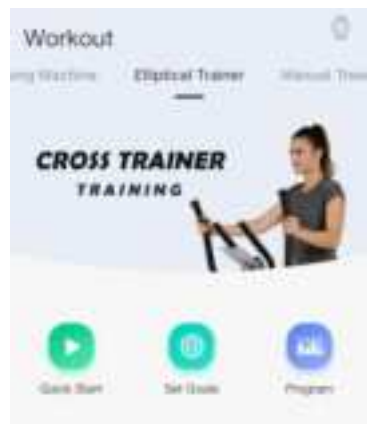 Workout
Elliptical Trainer
CROSS TRAINER
TRAINING
Quick Start
Set Goals
Program